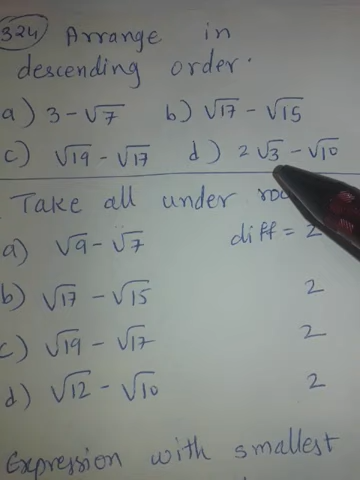 324) Arrange in
descending order.
a) 3 - √7 b) √17 - √15
c) √19 - √17 d) 2√3 - √10
Take all under
a) √9 - √7 diff = 2
b) √17 - √15 2
c) √19 - √17 2
d) √12 - √10 2
Expression with smallest